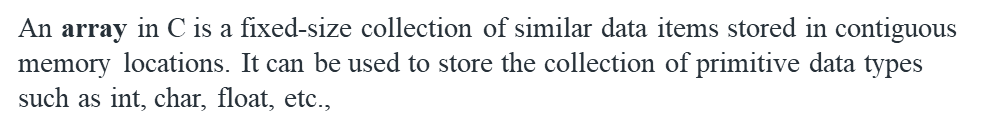 An array in C is a fixed-size collection of similar data items stored in contiguous
memory locations. It can be used to store the collection of primitive data types
such as int, char, float, etc.,